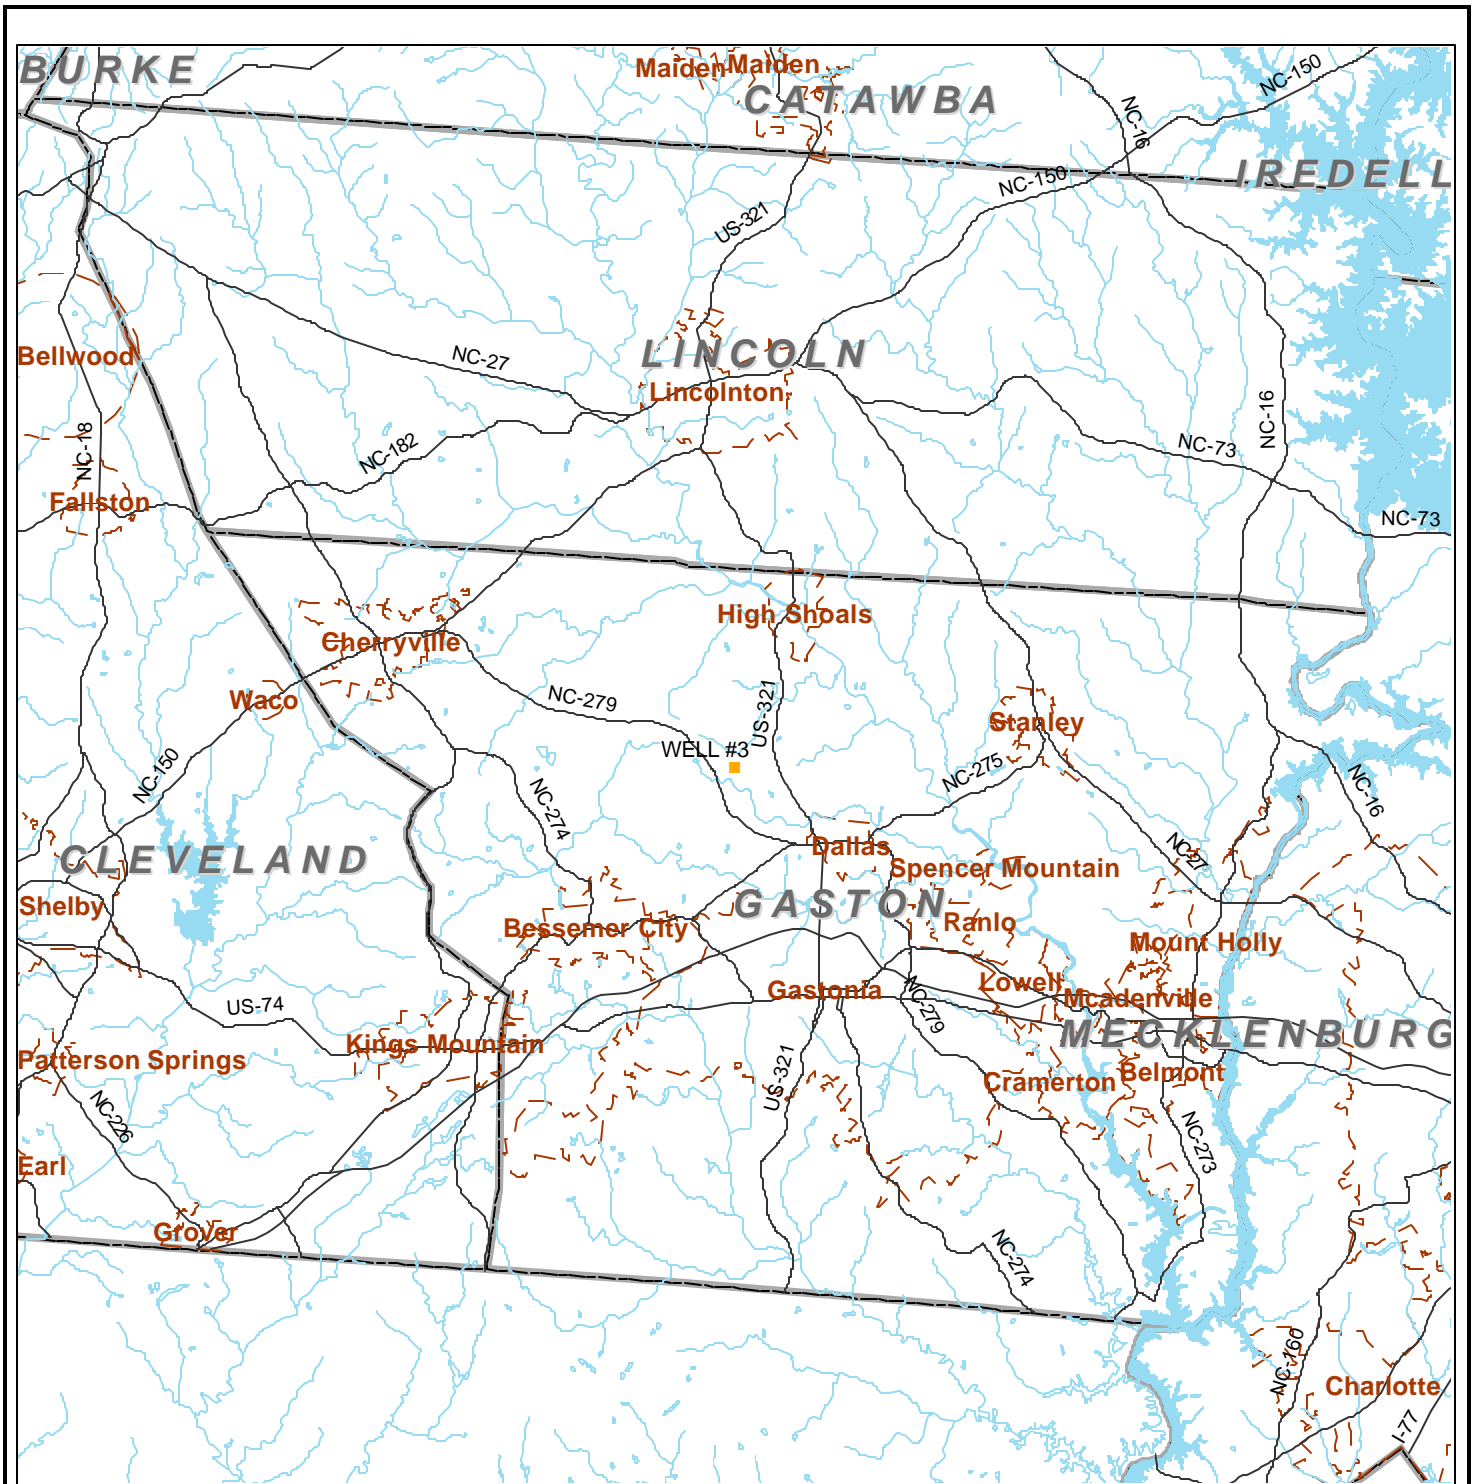 BURKE
Maiden
Maiden
CATAWBA
NC-150
NC-16
IREDELL
NC-150
US-321
LINCOLN
Bellwood
NC-27
Lincolnton
NC-16
NC-18
NC-182
NC-73
Fallston
NC-73
High Shoals
Cherryville
Waco
NC-279
US-321
Stanley
WELL #3
NC-275
NC-150
NC-274
NC-16
Dallas
NC-27
CLEVELAND
Spencer Mountain
Shelby
GASTON
Ranlo
Bessemer City
Mount Holly
Lowell
Gastonia
Mcadenville
US-74
NC-279
Kings Mountain
MECKLENBURG
Patterson Springs
Cramerton
Belmont
US-321
NC-226
NC-273
Earl
Grover
NC-274
NC-160
Charlotte
I-77